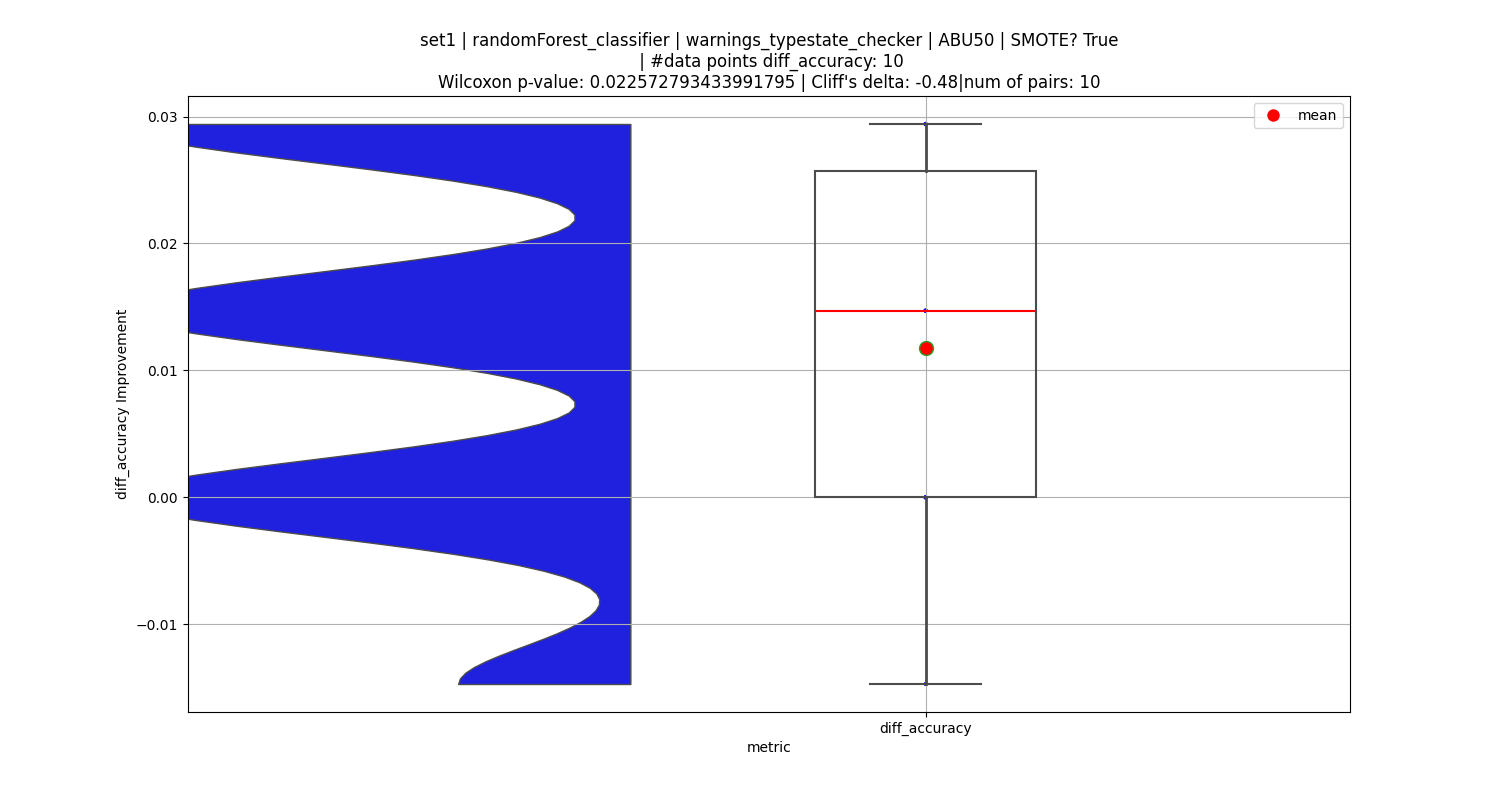 set1 | randomForest_classifier | warnings_typestate_checker | ABU50 | SMOTE? True
| #data points diff_accuracy: 10
Wilcoxon p-value: 0.022572793433991795 | Cliff's delta: -0.48|num of pairs: 10
mean
0.03
0.02
0.01
0.00
−0.01
diff_accuracy Improvement
diff_accuracy
metric